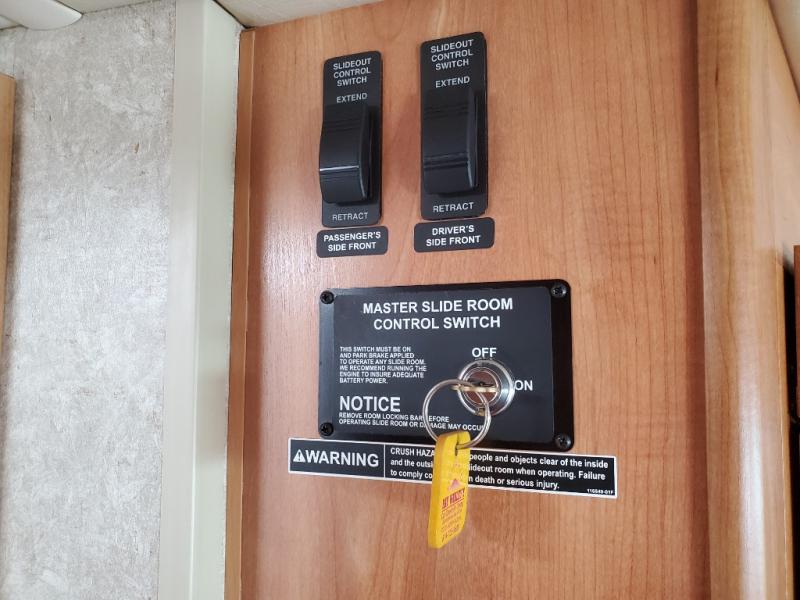 SLIDEOUT
CONTROL
SWITCH
EXTEND
RETRACT
PASSENGER'S
SIDE FRONT
SLIDEOUT
CONTROL
SWITCH
EXTEND
RETRACT
DRIVER'S
SIDE FRONT
MASTER SLIDE ROOM
CONTROL SWITCH
THIS SWITCH MUST BE ON
AND PARK BRAKE APPLIED
TO OPERATE ANY SLIDE ROOM.
WE RECOMMEND RUNNING THE
ENGINE TO INSURE ADEQUATE
BATTERY POWER.
OFF
ON
NOTICE
REMOVE ROOM LOCKING BARS BEFORE
OPERATING SLIDE ROOM OR DAMAGE MAY OCCUR
WARNING
CRUSH people and objects clear of the inside
and the slideout room when operating. Failure
to comply death or serious injury.